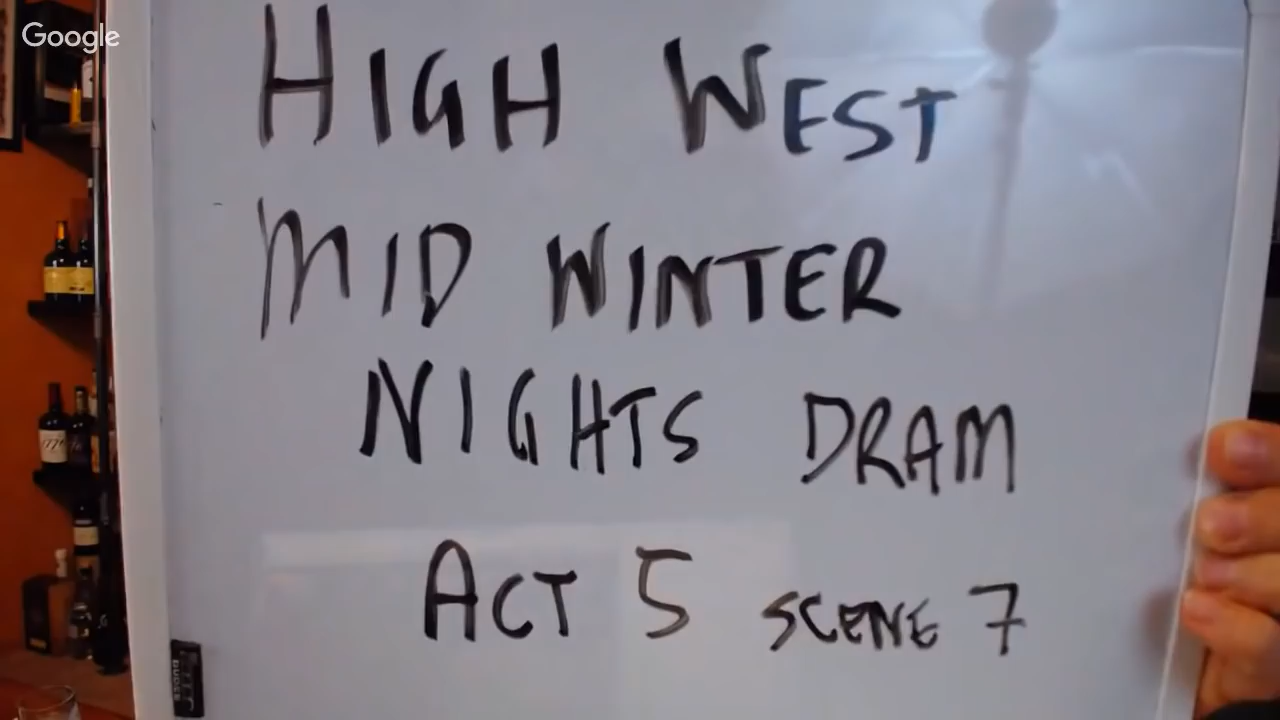 Google
HIGH WEST
MID WINTER
NIGHTS DRAM
ACT 5 SCENE 7